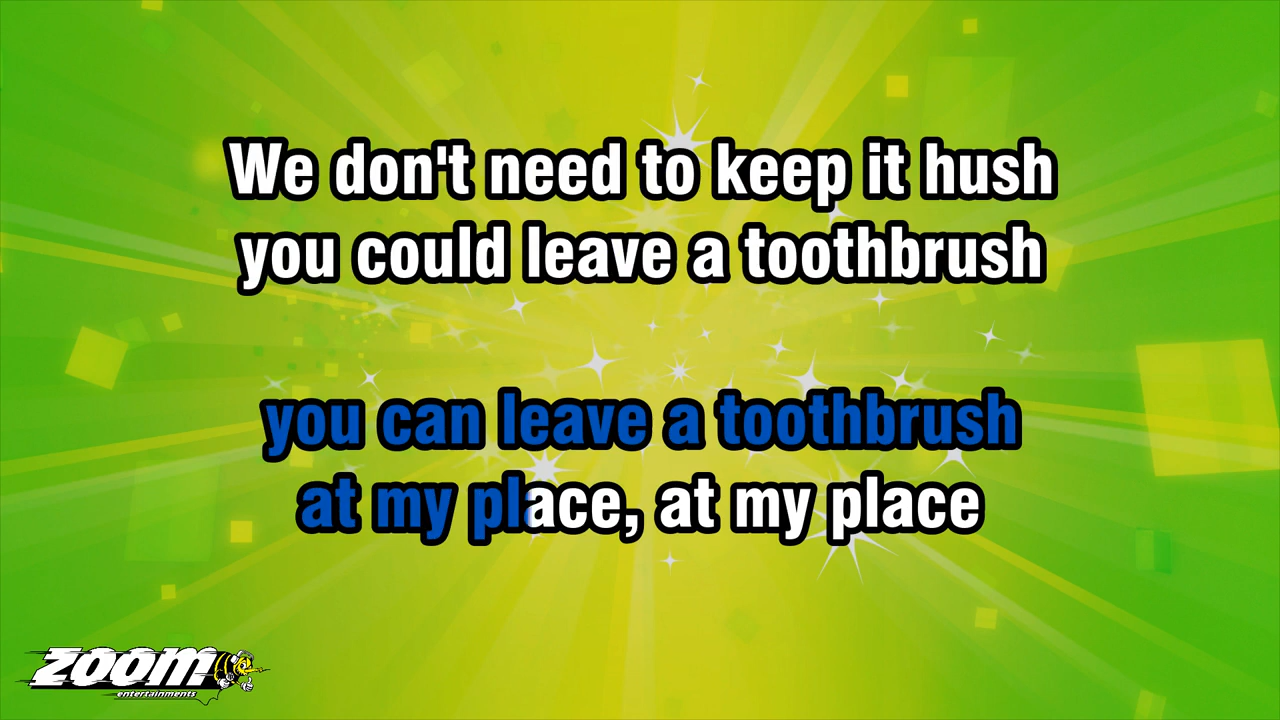 We don't need to keep it hush
you could leave a toothbrush
you can leave a toothbrush
at my place, at my place
ZOOM
entertainments